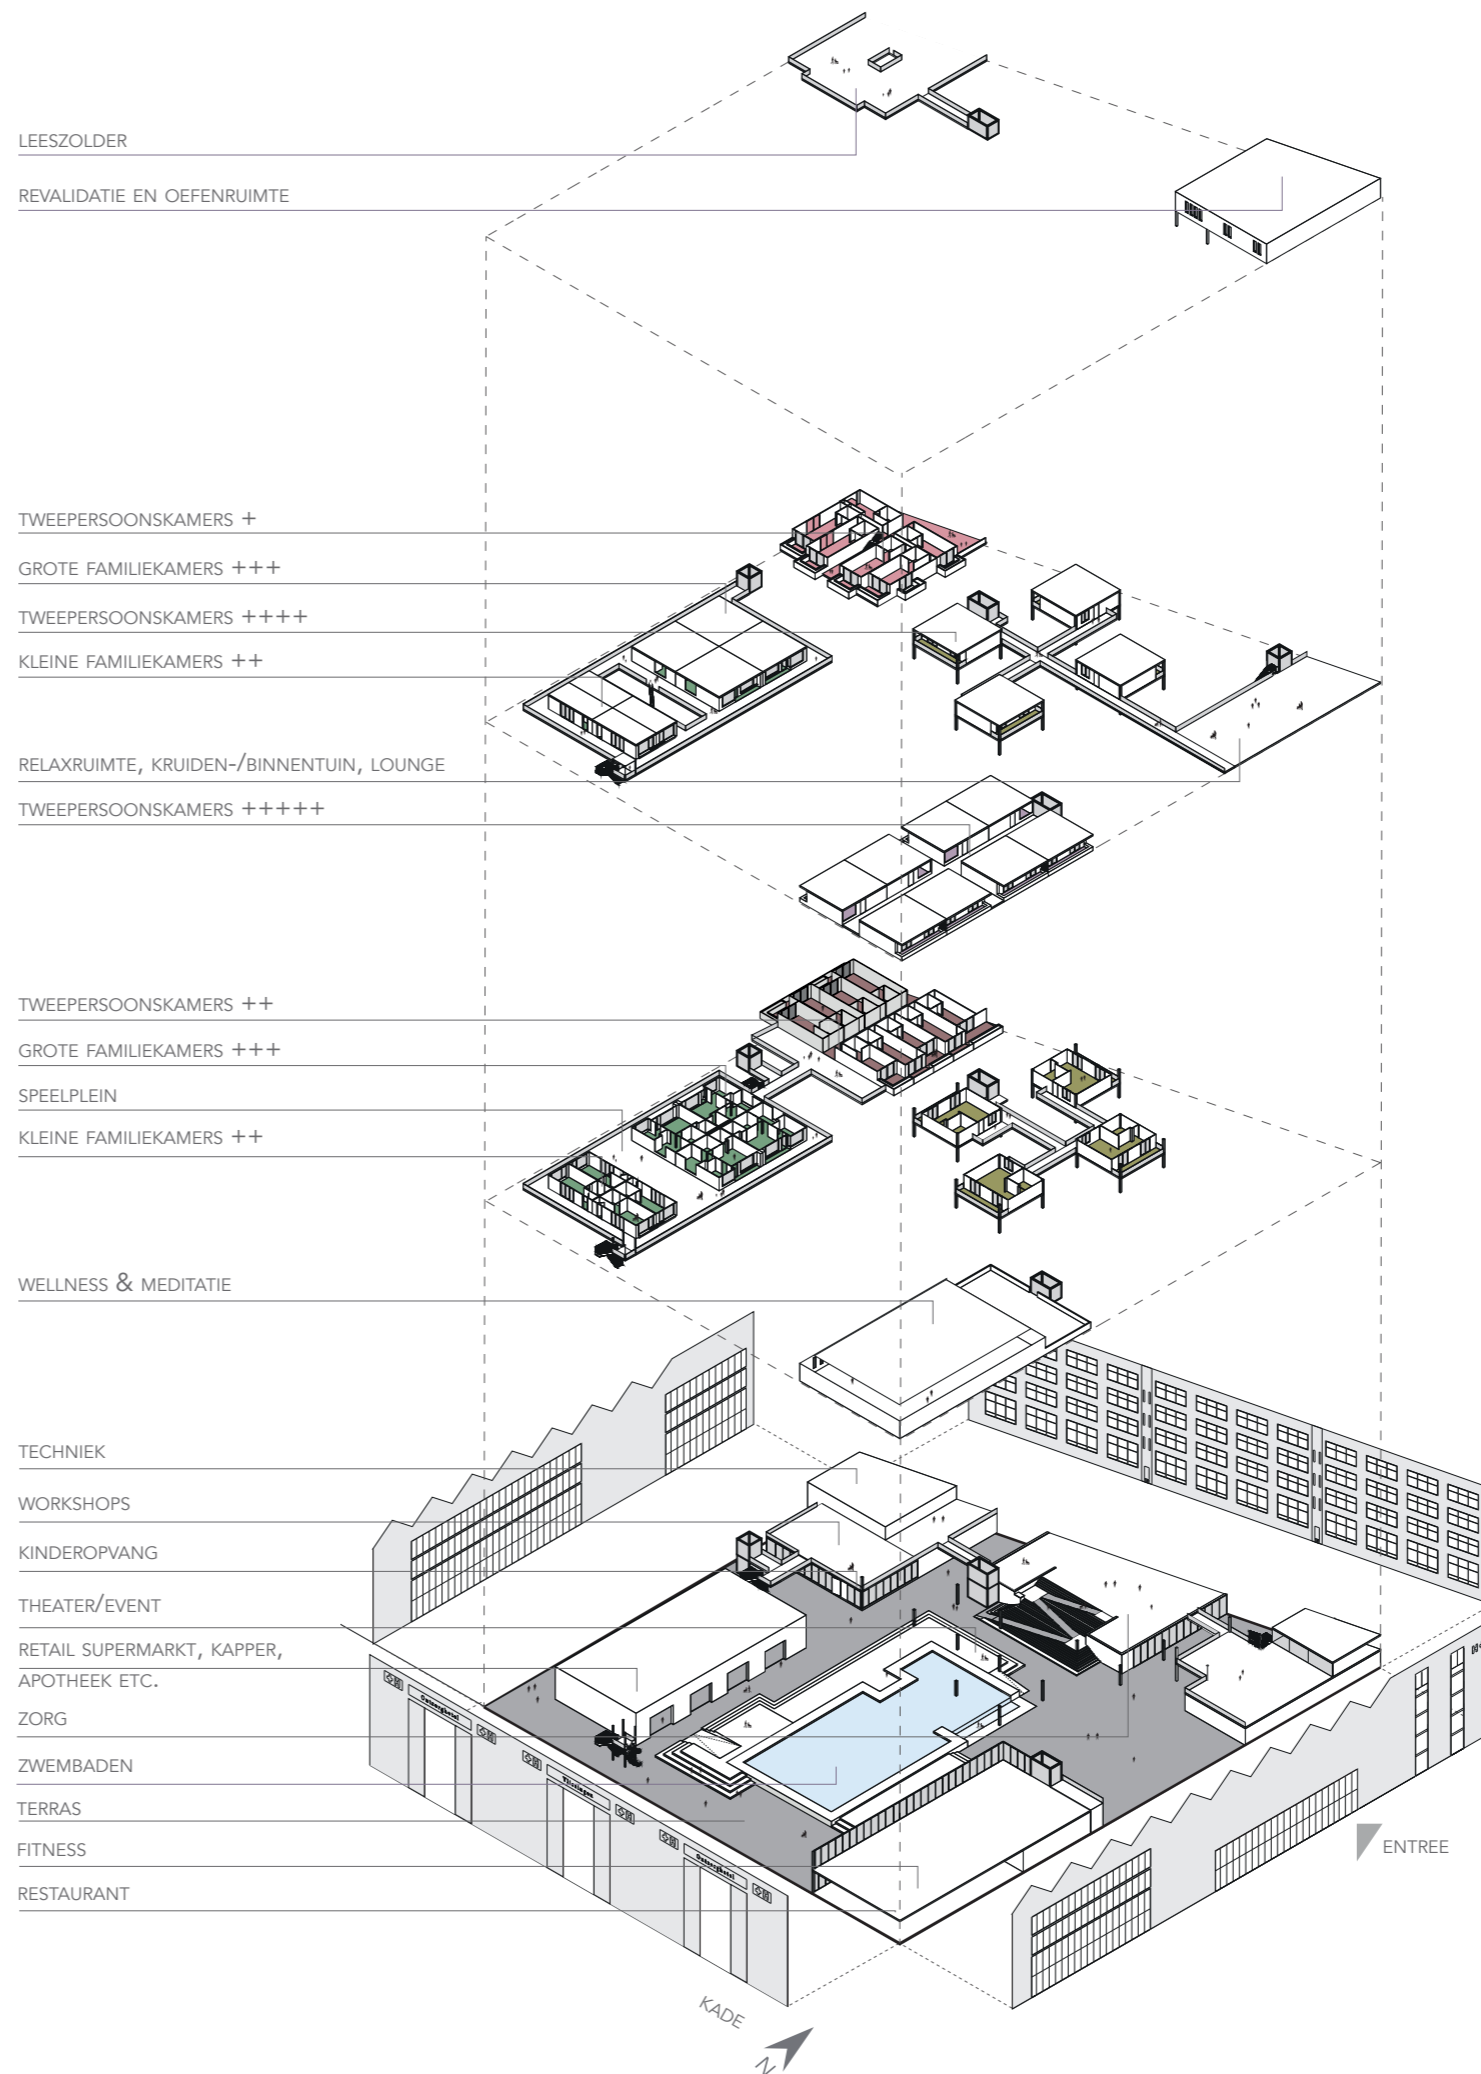 LEESZOLDER
REVALIDATIE EN OEFENRUIMTE
TWEEPERSOONSKAMERS +
GROTE FAMILIEKAMERS +++
TWEEPERSOONSKAMERS ++++
KLEINE FAMILIEKAMERS ++
RELAXRUIMTE, KRUIDEN-/BINNENTUIN, LOUNGE
TWEEPERSOONSKAMERS +++++
TWEEPERSOONSKAMERS ++
GROTE FAMILIEKAMERS +++
SPEELPLEIN
KLEINE FAMILIEKAMERS ++
WELLNESS & MEDITATIE
TECHNIEK
WORKSHOPS
KINDEROPVANG
THEATER/EVENT
RETAIL SUPERMARKT, KAPPER,
APOTHEEK ETC.
ZORG
ZWEMBADEN
TERRAS
FITNESS
RESTAURANT
ENTREE
KADE
N